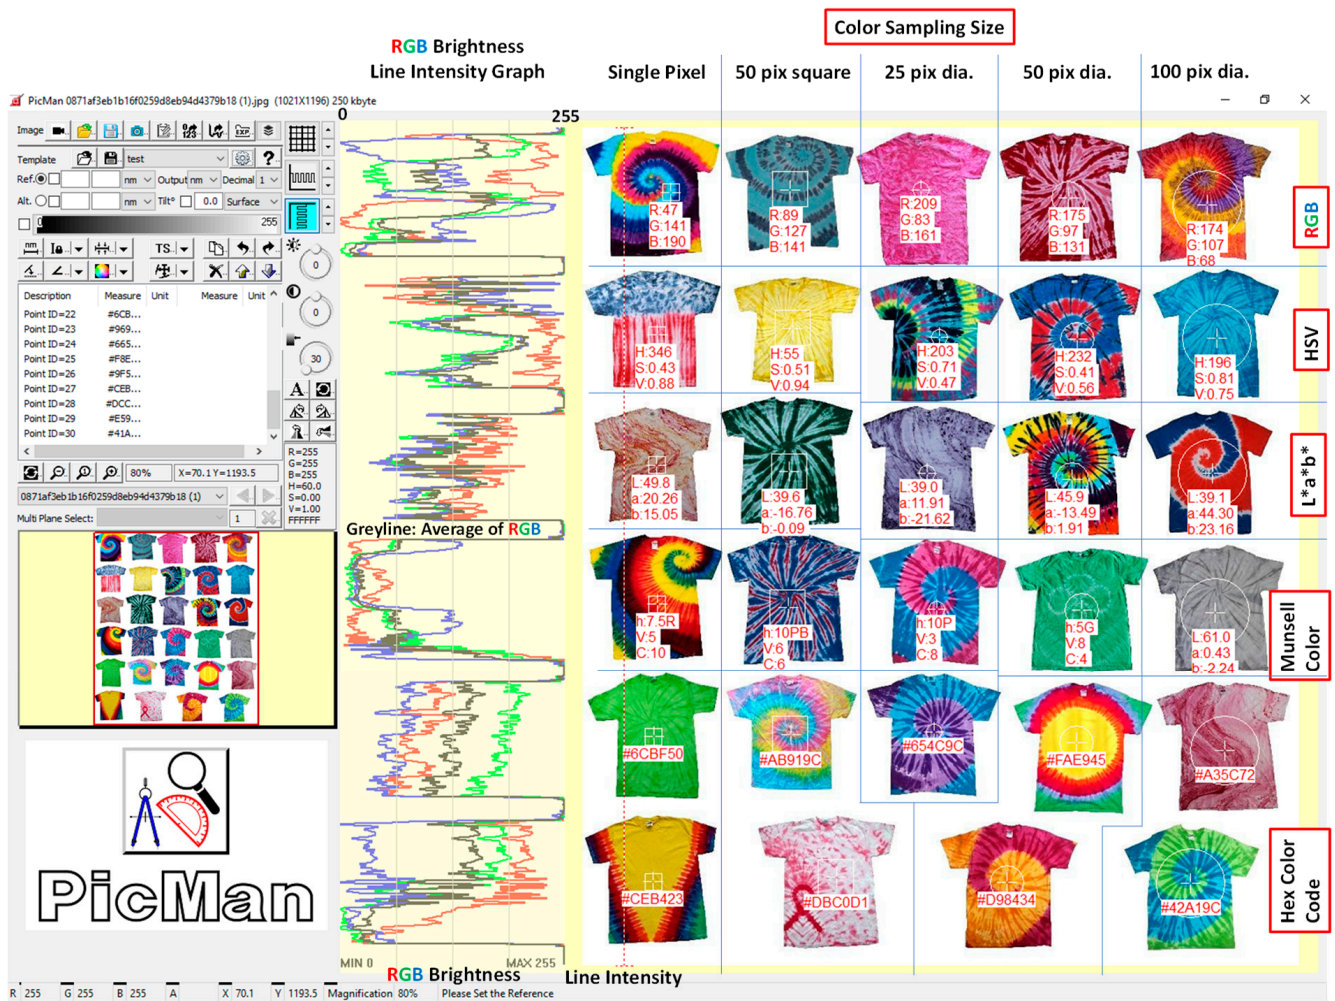 Color Sampling Size
RGB Brightness
Line Intensity Graph
Single Pixel
50 pix square
25 pix dia.
50 pix dia.
100 pix dia.
PicMan 0871af3eb1b16f0259d8eb94d4379b18 (1).jpg (1021X1196) 250 kbyte
0
255
Image
EXP
Template
test
Ref.
nm
Output
nm
Decimal
1
Alt.
nm
Tilt°
0.0
Surface
0
255
nm
TS..
0
0
30
Description
Measure
Unit
Measure
Unit
Point ID=22
#6CB...
Point ID=23
#969...
Point ID=24
#665...
Point ID=25
#F8E...
Point ID=26
#9F5...
Point ID=27
#CEB...
Point ID=28
#DCC...
Point ID=29
#E59...
Point ID=30
#41A...
A
80%
X=70.1 Y=1193.5
0871af3eb1b16f0259d8eb94d4379b18 (1)
Multi Plane Select:
1
R=255
G=255
B=255
H=60.0
S=0.00
V=1.00
FFFFFF
PicMan
Greyline: Average of RGB
MIN 0
MAX 255
RGB Brightness
Line Intensity
R:47
G:141
B:190
R:89
G:127
B:141
R:209
G:83
B:161
R:175
G:97
B:131
R:174
G:107
B:68
RGB
H:346
S:0.43
V:0.88
H:55
S:0.51
V:0.94
H:203
S:0.71
V:0.47
H:232
S:0.41
V:0.56
H:196
S:0.81
V:0.75
HSV
L:49.8
a:20.26
b:15.05
L:39.6
a:-16.76
b:-0.09
L:39.0
a:11.91
b:-21.62
L:45.9
a:-13.49
b:1.91
L:39.1
a:44.30
b:23.16
L*a*b*
h:7.5R
V:5
C:10
h:10PB
V:6
C:6
h:10P
V:3
C:8
h:5G
V:8
C:4
L:61.0
a:0.43
b:-2.24
Munsell
Color
#6CBF50
#AB919C
#654C9C
#FAE945
#A35C72
#CEB423
#DBC0D1
#D98434
#42A19C
Hex Color
Code
R 255
G 255
B 255
A
X 70.1
Y 1193.5
Magnification 80%
Please Set the Reference